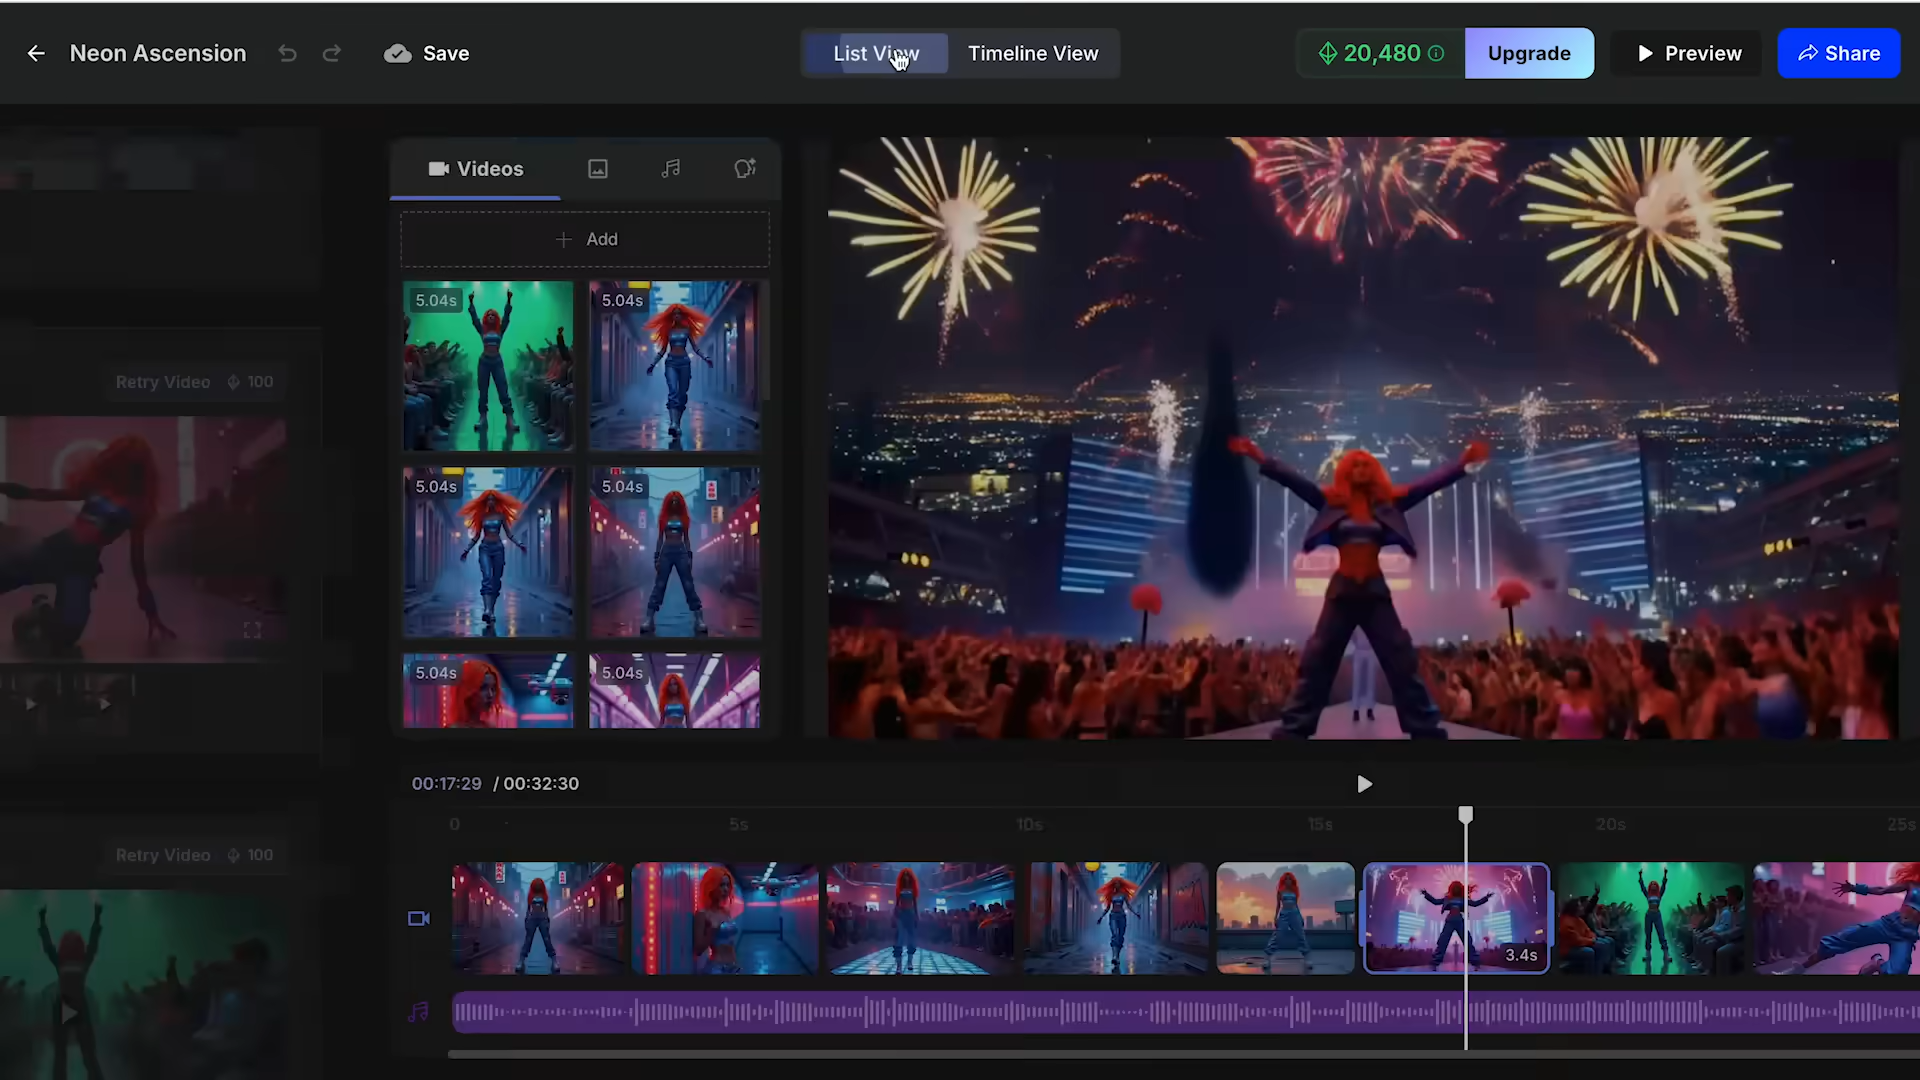 Neon Ascension
Save
List View
Timeline View
20,480
Upgrade
Preview
Share
Videos
Add
5.04s
5.04s
5.04s
5.04s
5.04s
5.04s
Retry Video 100
Retry Video 100
00:17:29 / 00:32:30
0 5s 10s 15s 20s 25s
3.4s